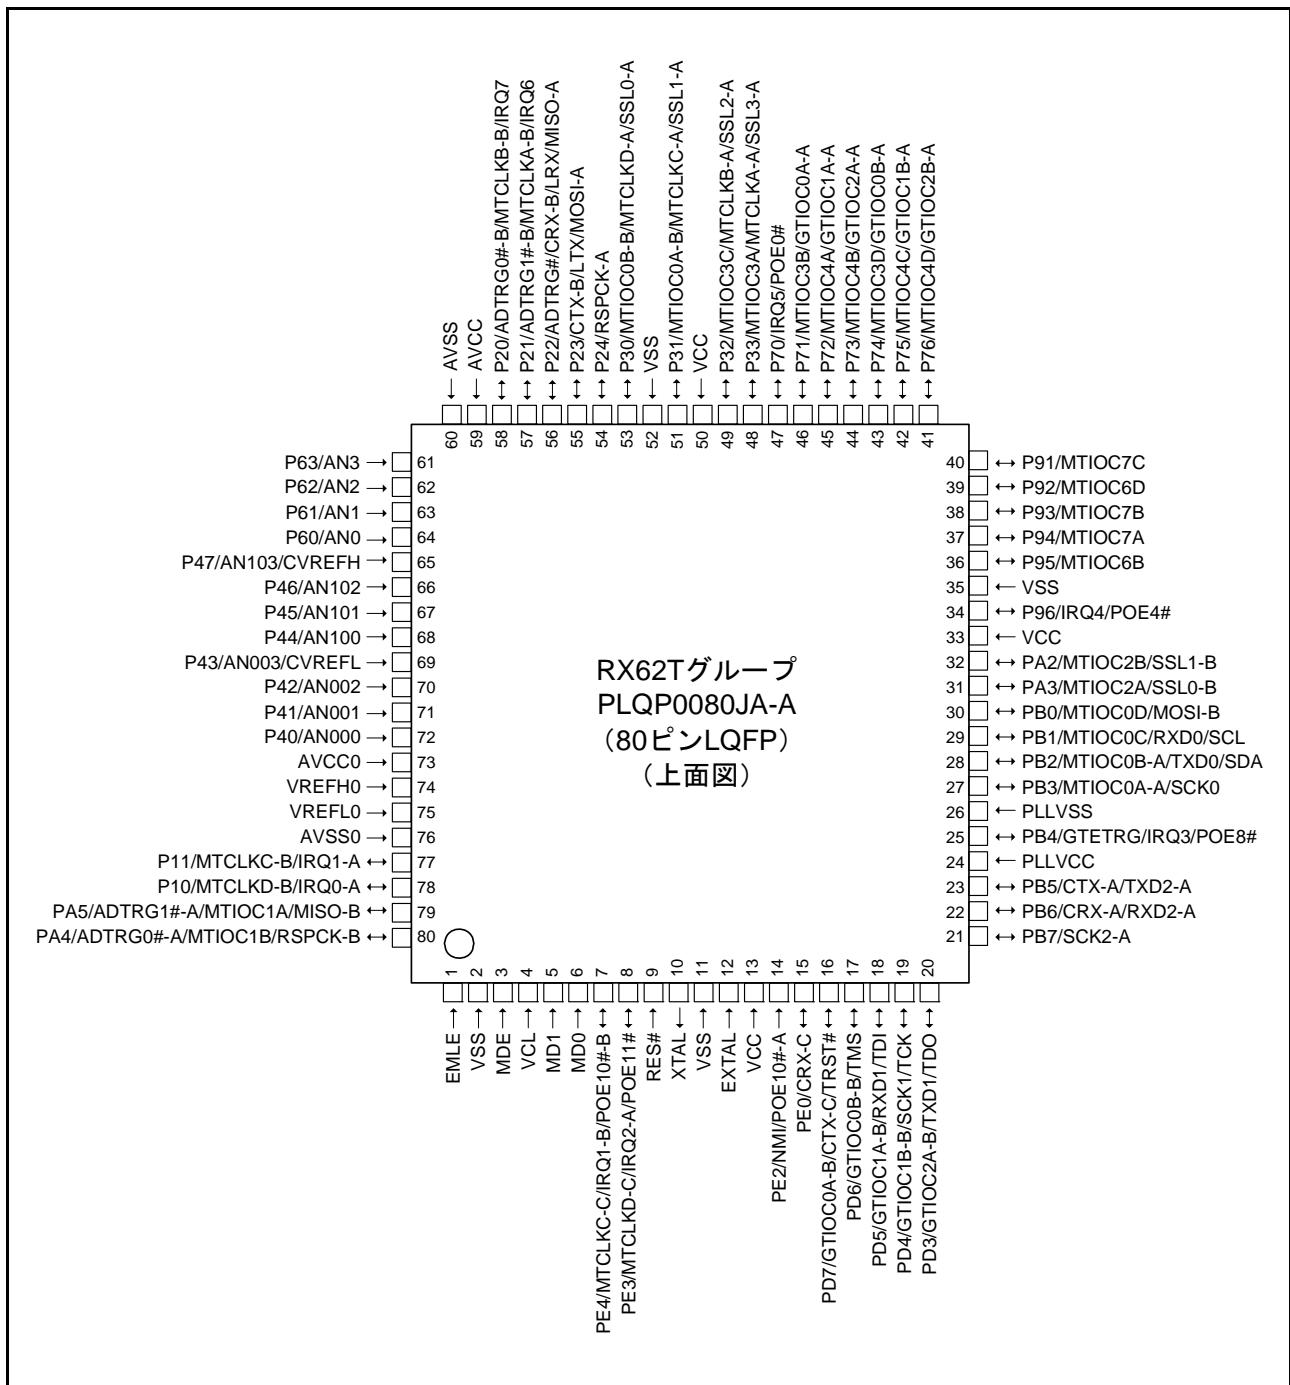 AVSS
AVCC
P20/ADTRG0#-B/MTCLKB-B/IRQ7
P21/ADTRG1#-B/MTCLKA-B/IRQ6
P22/ADTRG#/CRX-B/LRX/MISO-A
P23/CTX-B/LTX/MOSI-A
P24/RSPCK-A
P30/MTIOC0B-B/MTCLKD-A/SSL0-A
VSS
P31/MTIOC0A-B/MTCLKC-A/SSL1-A
VCC
P32/MTIOC3C/MTCLKB-A/SSL2-A
P33/MTIOC3A/MTCLKA-A/SSL3-A
P70/IRQ5/POE0#
P71/MTIOC3B/GTIOC0A-A
P72/MTIOC4A/GTIOC1A-A
P73/MTIOC4B/GTIOC2A-A
P74/MTIOC3D/GTIOC0B-A
P75/MTIOC4C/GTIOC1B-A
P76/MTIOC4D/GTIOC2B-A
60 59 58 57 56 55 54 53 52 51 50 49 48 47 46 45 44 43 42 41
P63/AN3 → 61
P62/AN2 → 62
P61/AN1 → 63
P60/AN0 → 64
P47/AN103/CVREFH → 65
P46/AN102 → 66
P45/AN101 → 67
P44/AN100 → 68
P43/AN003/CVREFL → 69
P42/AN002 → 70
P41/AN001 → 71
P40/AN000 → 72
AVCC0 → 73
VREFH0 → 74
VREFL0 → 75
AVSS0 → 76
P11/MTCLKC-B/IRQ1-A ↔ 77
P10/MTCLKD-B/IRQ0-A ↔ 78
PA5/ADTRG1#-A/MTIOC1A/MISO-B ↔ 79
PA4/ADTRG0#-A/MTIOC1B/RSPCK-B ↔ 80
RX62Tグループ
PLQP0080JA-A
（80ピンLQFP）
（上面図）
40 ↔ P91/MTIOC7C
39 ↔ P92/MTIOC6D
38 ↔ P93/MTIOC7B
37 ↔ P94/MTIOC7A
36 ↔ P95/MTIOC6B
35 ← VSS
34 ↔ P96/IRQ4/POE4#
33 ← VCC
32 ↔ PA2/MTIOC2B/SSL1-B
31 ↔ PA3/MTIOC2A/SSL0-B
30 ↔ PB0/MTIOC0D/MOSI-B
29 ↔ PB1/MTIOC0C/RXD0/SCL
28 ↔ PB2/MTIOC0B-A/TXD0/SDA
27 ↔ PB3/MTIOC0A-A/SCK0
26 ← PLLVSS
25 ↔ PB4/GTETRG/IRQ3/POE8#
24 ← PLLVCC
23 ↔ PB5/CTX-A/TXD2-A
22 ↔ PB6/CRX-A/RXD2-A
21 ↔ PB7/SCK2-A
1 2 3 4 5 6 7 8 9 10 11 12 13 14 15 16 17 18 19 20
EMLE
VSS
MDE
VCL
MD1
MD0
PE4/MTCLKC-C/IRQ1-B/POE10#-B
PE3/MTCLKD-C/IRQ2-A/POE11#
RES#
XTAL
VSS
EXTAL
VCC
PE2/NMI/POE10#-A
PE0/CRX-C
PD7/GTIOC0A-B/CTX-C/TRST#
PD6/GTIOC0B-B/TMS
PD5/GTIOC1A-B/RXD1/TDI
PD4/GTIOC1B-B/SCK1/TCK
PD3/GTIOC2A-B/TXD1/TDO